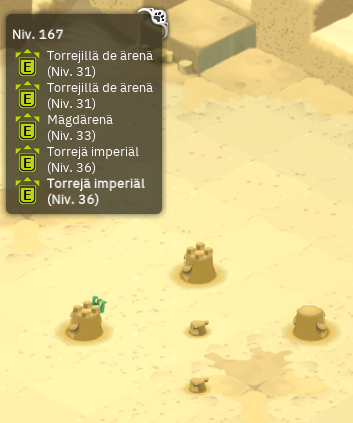 Niv. 167
E
Torrejillä de ärenä
(Niv. 31)
E
Torrejillä de ärenä
(Niv. 31)
E
Mägdärenä
(Niv. 33)
E
Torrejä imperiäl
(Niv. 36)
E
Torrejä imperiäl
(Niv. 36)